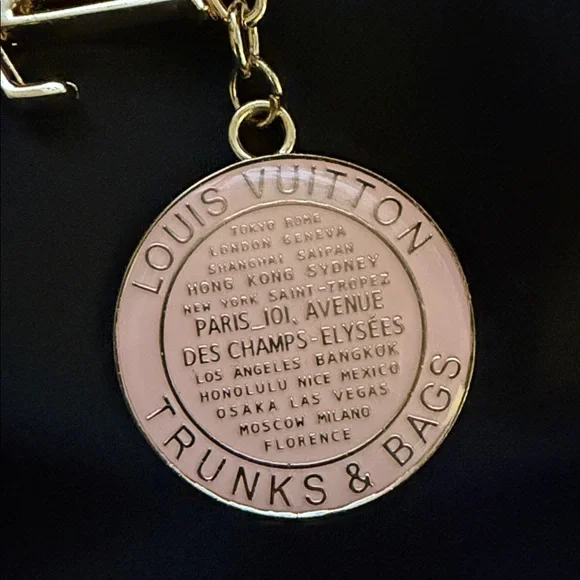 LOUIS VUITTON
TOKYO ROME
LONDON GENEVA
SHANGHAI SAIPAN
HONG KONG SYDNEY
NEW YORK SAINT-TROPEZ
PARIS_101, AVENUE
DES CHAMPS-ELYSÉES
LOS ANGELES BANGKOK
HONOLULU NICE MEXICO
OSAKA LAS VEGAS
MOSCOW MILANO
FLORENCE
TRUNKS & BAGS